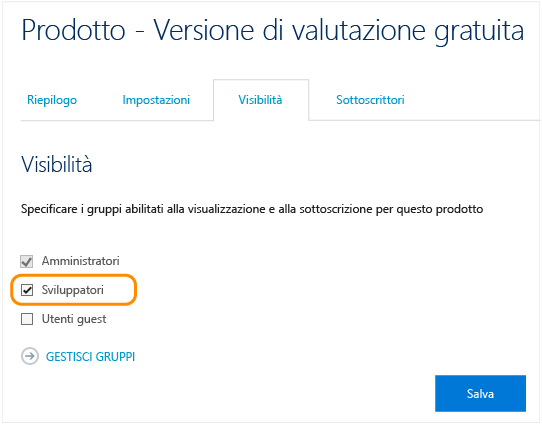 Prodotto - Versione di valutazione gratuita
Riepilogo Impostazioni Visibilità Sottoscrittori
Visibilità
Specificare i gruppi abilitati alla visualizzazione e alla sottoscrizione per questo prodotto
Amministratori
Sviluppatori
Utenti guest
GESTISCI GRUPPI
Salva